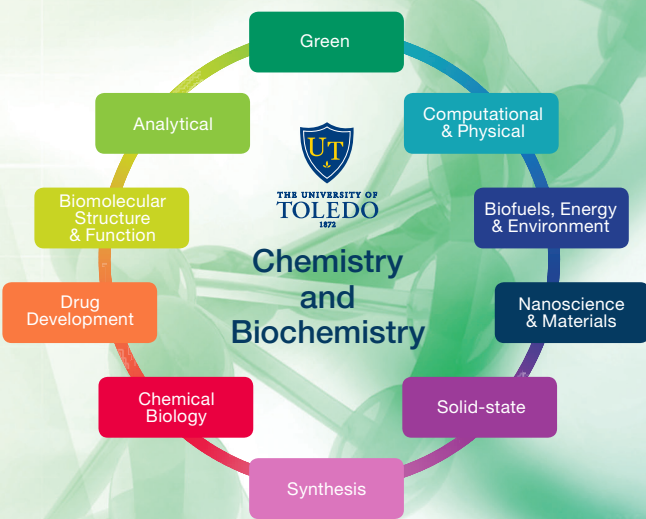 Green
Computational
& Physical
Biofuels, Energy
& Environment
Nanoscience
& Materials
Solid-state
Synthesis
Chemical
Biology
Drug
Development
Biomolecular
Structure
& Function
Analytical
UT
THE UNIVERSITY OF
TOLEDO
1872
Chemistry
and
Biochemistry